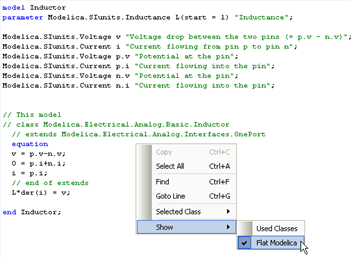 model Inductor
parameter Modelica.SIunits.Inductance L(start = 1) "Inductance";
Modelica.SIunits.Voltage v "Voltage drop between the two pins (= p.v - n.v)";
Modelica.SIunits.Current i "Current flowing from pin p to pin n";
Modelica.SIunits.Voltage p.v "Potential at the pin";
Modelica.SIunits.Current p.i "Current flowing into the pin";
Modelica.SIunits.Voltage n.v "Potential at the pin";
Modelica.SIunits.Current n.i "Current flowing into the pin";
// This model
// class Modelica.Electrical.Analog.Basic.Inductor
// extends Modelica.Electrical.Analog.Interfaces.OnePort
equation
v = p.v-n.v;
0 = p.i+n.i;
i = p.i;
// end of extends
L*der(i) = v;
end Inductor;
Copy Ctrl+C
Select All Ctrl+A
Find Ctrl+F
Goto Line Ctrl+G
Selected Class
Show
Used Classes
Flat Modelica